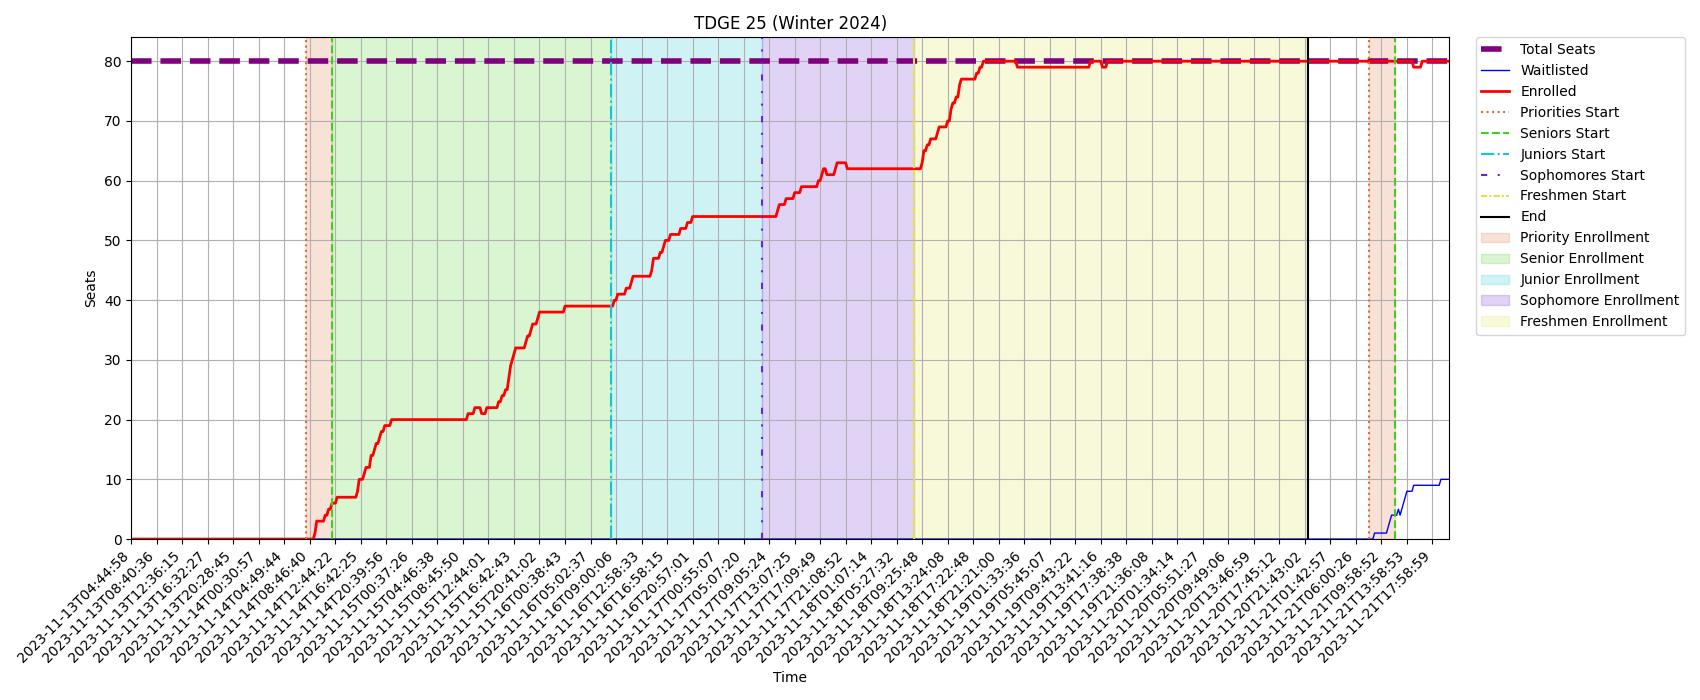 TDGE 25 (Winter 2024)
Seats
80
70
60
50
40
30
20
10
0
2023-11-13T04:44:58
2023-11-13T08:40:36
2023-11-13T12:36:15
2023-11-13T16:32:27
2023-11-13T20:28:45
2023-11-14T00:30:57
2023-11-14T04:49:44
2023-11-14T08:46:40
2023-11-14T12:44:22
2023-11-14T16:42:25
2023-11-14T20:39:56
2023-11-15T00:37:26
2023-11-15T04:46:38
2023-11-15T08:45:50
2023-11-15T12:44:01
2023-11-15T16:42:43
2023-11-15T20:41:02
2023-11-16T00:38:43
2023-11-16T05:02:37
2023-11-16T09:00:06
2023-11-16T12:58:33
2023-11-16T16:58:15
2023-11-16T20:57:01
2023-11-17T00:55:07
2023-11-17T05:07:20
2023-11-17T09:05:24
2023-11-17T13:07:25
2023-11-17T17:09:49
2023-11-17T21:08:52
2023-11-18T01:07:14
2023-11-18T05:27:32
2023-11-18T09:25:48
2023-11-18T13:24:08
2023-11-18T17:22:48
2023-11-18T21:21:00
2023-11-19T01:33:36
2023-11-19T05:45:07
2023-11-19T09:43:22
2023-11-19T13:41:16
2023-11-19T17:38:38
2023-11-19T21:36:08
2023-11-20T01:34:14
2023-11-20T05:51:27
2023-11-20T09:49:06
2023-11-20T13:46:59
2023-11-20T17:45:12
2023-11-20T21:43:02
2023-11-21T01:42:57
2023-11-21T06:00:26
2023-11-21T09:58:52
2023-11-21T13:58:53
2023-11-21T17:58:59
Time
Total Seats
Waitlisted
Enrolled
Priorities Start
Seniors Start
Juniors Start
Sophomores Start
Freshmen Start
End
Priority Enrollment
Senior Enrollment
Junior Enrollment
Sophomore Enrollment
Freshmen Enrollment